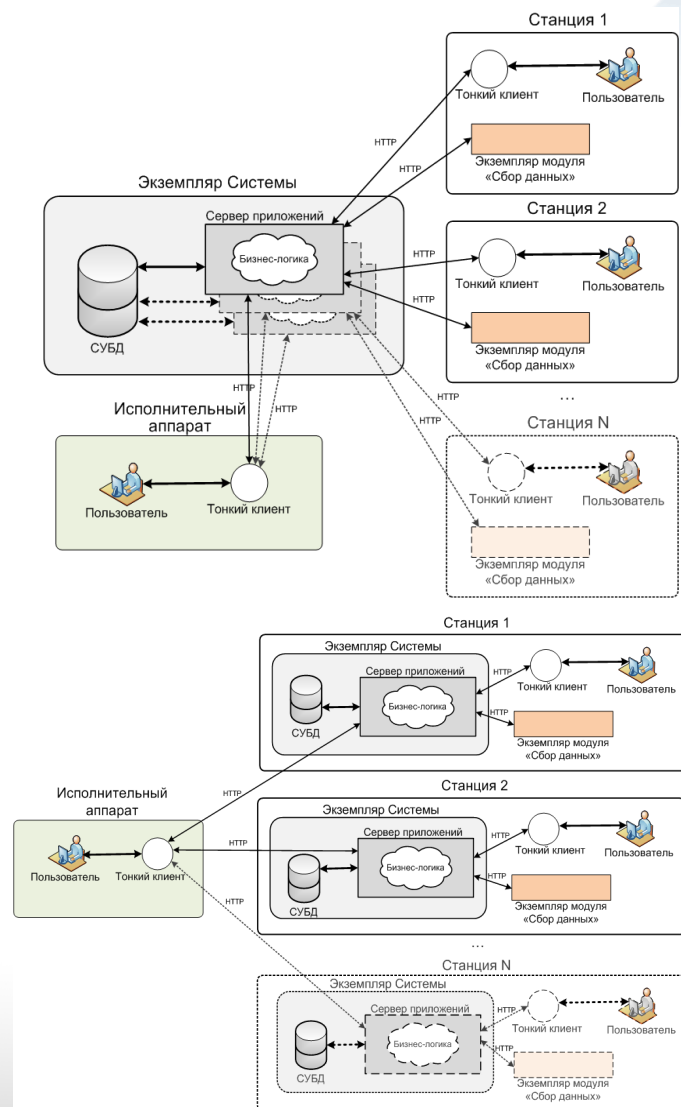 Станция 1
Тонкий клиент
Пользователь
HTTP
Экземпляр модуля
«Сбор данных»
HTTP
Экземпляр Системы
Сервер приложений
Бизнес-логика
СУБД
Станция 2
HTTP
Тонкий клиент
Пользователь
HTTP
Экземпляр модуля
«Сбор данных»
...
HTTP
HTTP
HTTP
HTTP
Исполнительный
аппарат
Пользователь
Тонкий клиент
Станция N
Тонкий клиент
Пользователь
Экземпляр модуля
«Сбор данных»
Станция 1
Экземпляр Системы
Сервер приложений
Бизнес-логика
СУБД
HTTP
Тонкий клиент
Пользователь
HTTP
Экземпляр модуля
«Сбор данных»
Исполнительный
аппарат
Пользователь
Тонкий клиент
HTTP
HTTP
HTTP
Станция 2
Экземпляр Системы
Сервер приложений
Бизнес-логика
СУБД
HTTP
Тонкий клиент
Пользователь
HTTP
Экземпляр модуля
«Сбор данных»
...
Станция N
Экземпляр Системы
Сервер приложений
Бизнес-логика
СУБД
HTTP
Тонкий клиент
Пользователь
HTTP
Экземпляр модуля
«Сбор данных»